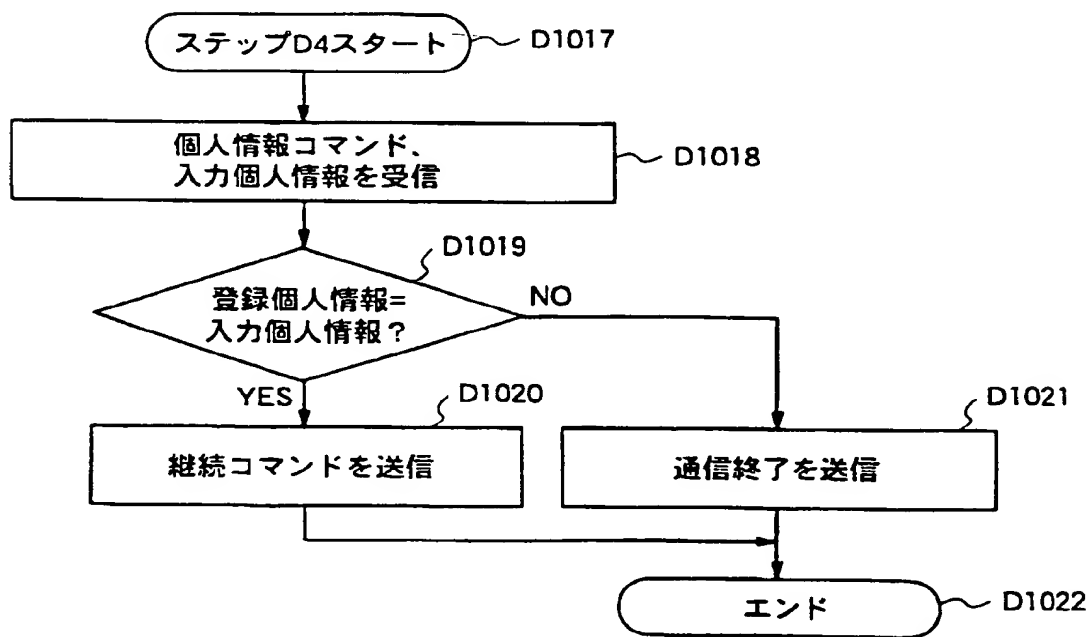 ステップD4スタート
D1017
個人情報コマンド、
入力個人情報を受信
D1018
D1019
登録個人情報=
入力個人情報?
NO
YES
D1020
継続コマンドを送信
D1021
通信終了を送信
エンド
D1022